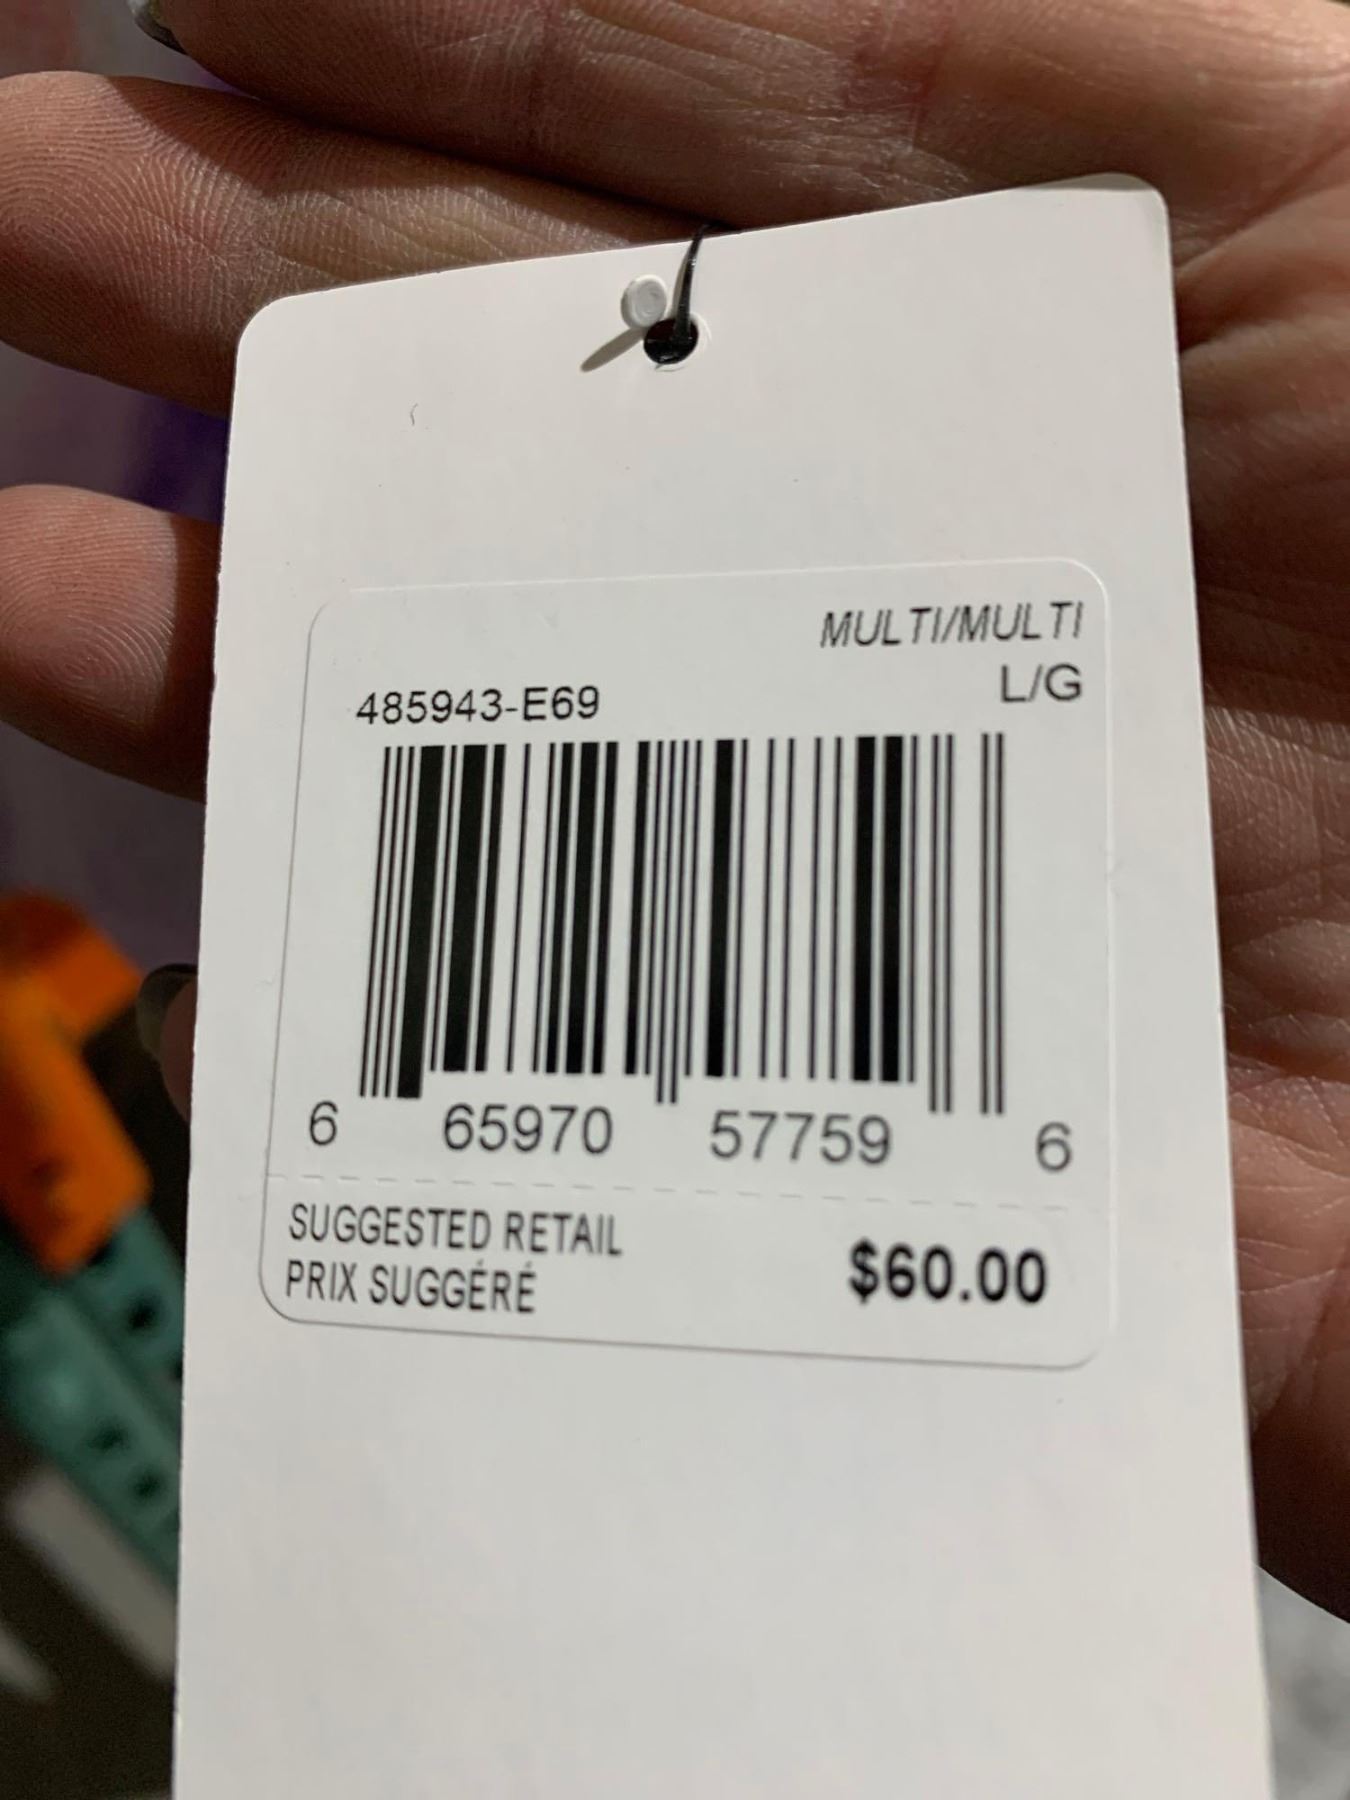 MULTI/MULTI
L/G
485943-E69
6 65970 57759 6
SUGGESTED RETAIL
PRIX SUGGÉRÉ
$60.00